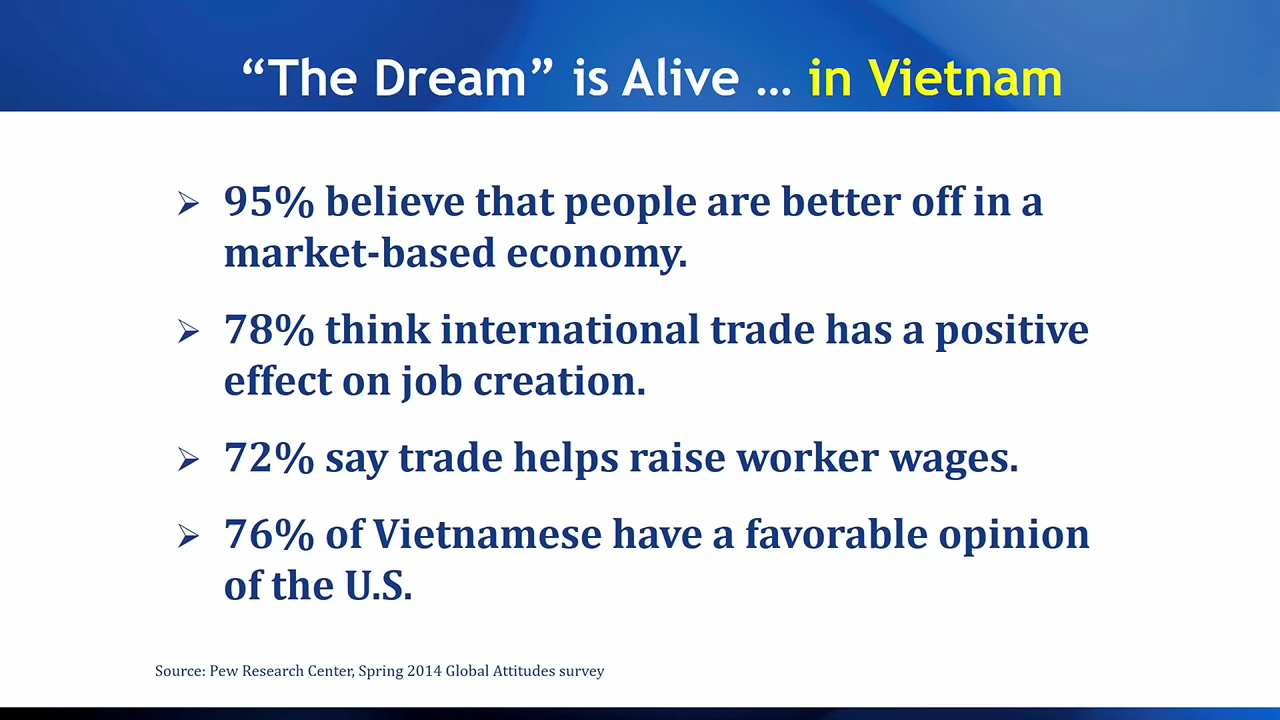 “The Dream” is Alive … in Vietnam
➢ 95% believe that people are better off in a
market-based economy.
➢ 78% think international trade has a positive
effect on job creation.
➢ 72% say trade helps raise worker wages.
➢ 76% of Vietnamese have a favorable opinion
of the U.S.
Source: Pew Research Center, Spring 2014 Global Attitudes survey